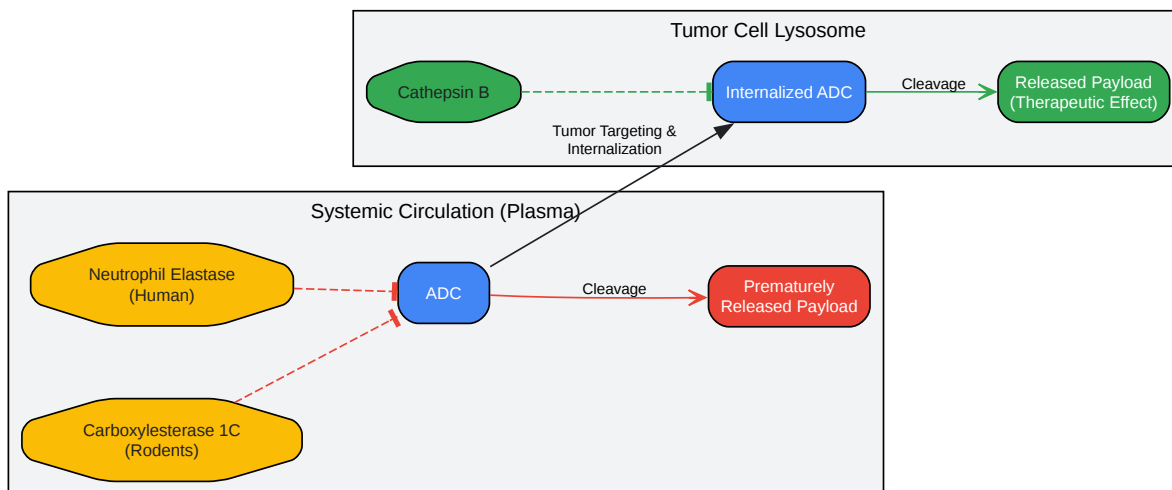 Tumor Cell Lysosome
Cathepsin B
Internalized ADC
Cleavage
Released Payload
(Therapeutic Effect)
Tumor Targeting &
Internalization
Systemic Circulation (Plasma)
Neutrophil Elastase
(Human)
ADC
Cleavage
Prematurely
Released Payload
Carboxylesterase 1C
(Rodents)